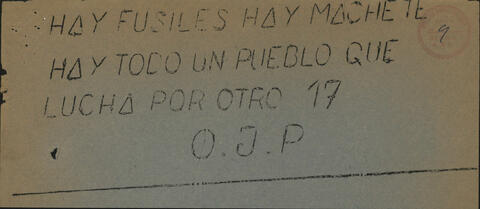 HAY FUSILES HAY MACHETE
HAY TODO UN PUEBLO QUE
LUCHA POR OTRO 17
O.J.P
9